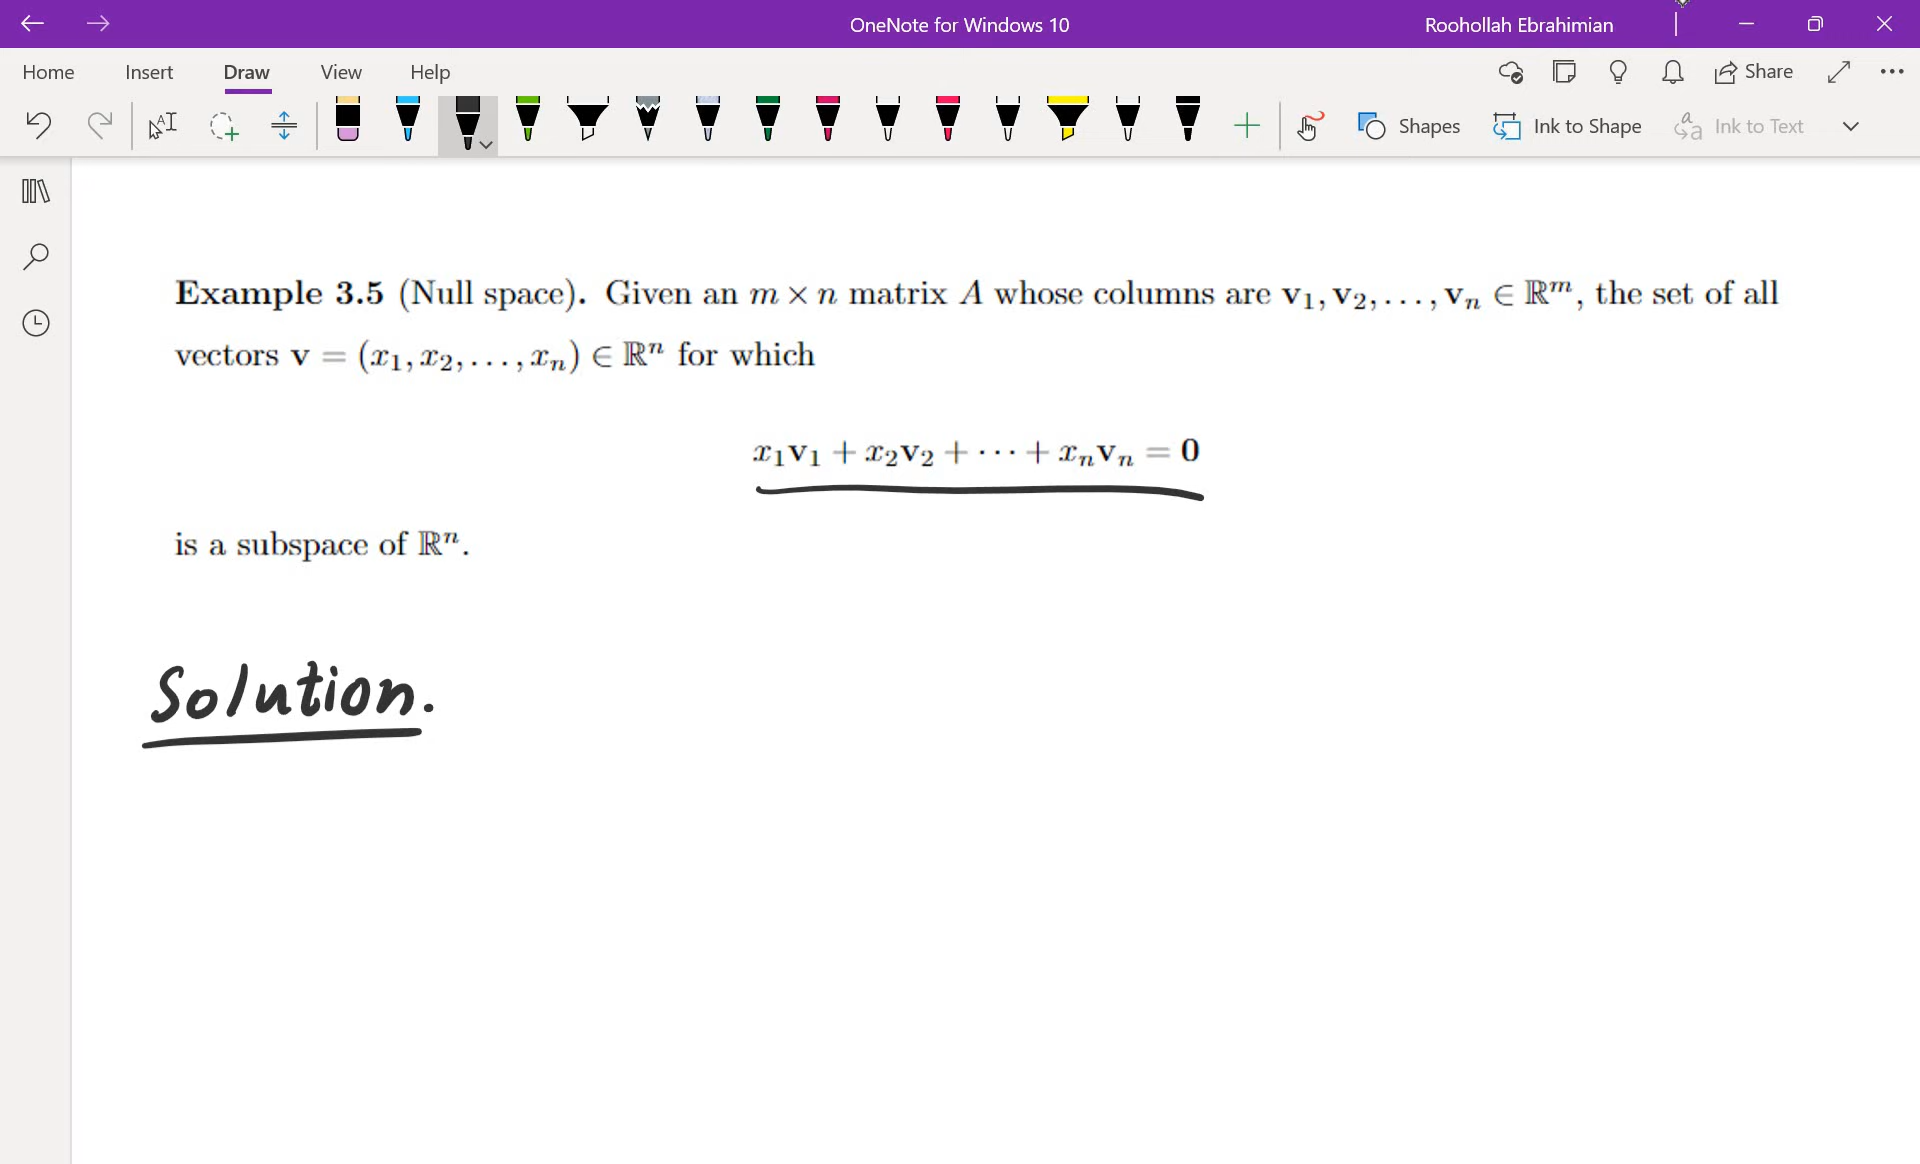 OneNote for Windows 10
Roohollah Ebrahimian
Home Insert Draw View Help
Share
Shapes Ink to Shape Ink to Text
Example 3.5 (Null space). Given an m × n matrix A whose columns are v₁, v₂, . . . , vₙ ∈ ℝᵐ, the set of all
vectors v = (x₁, x₂, . . . , xₙ) ∈ ℝⁿ for which
x₁v₁ + x₂v₂ + · · · + xₙvₙ = 0
is a subspace of ℝⁿ.
Solution.